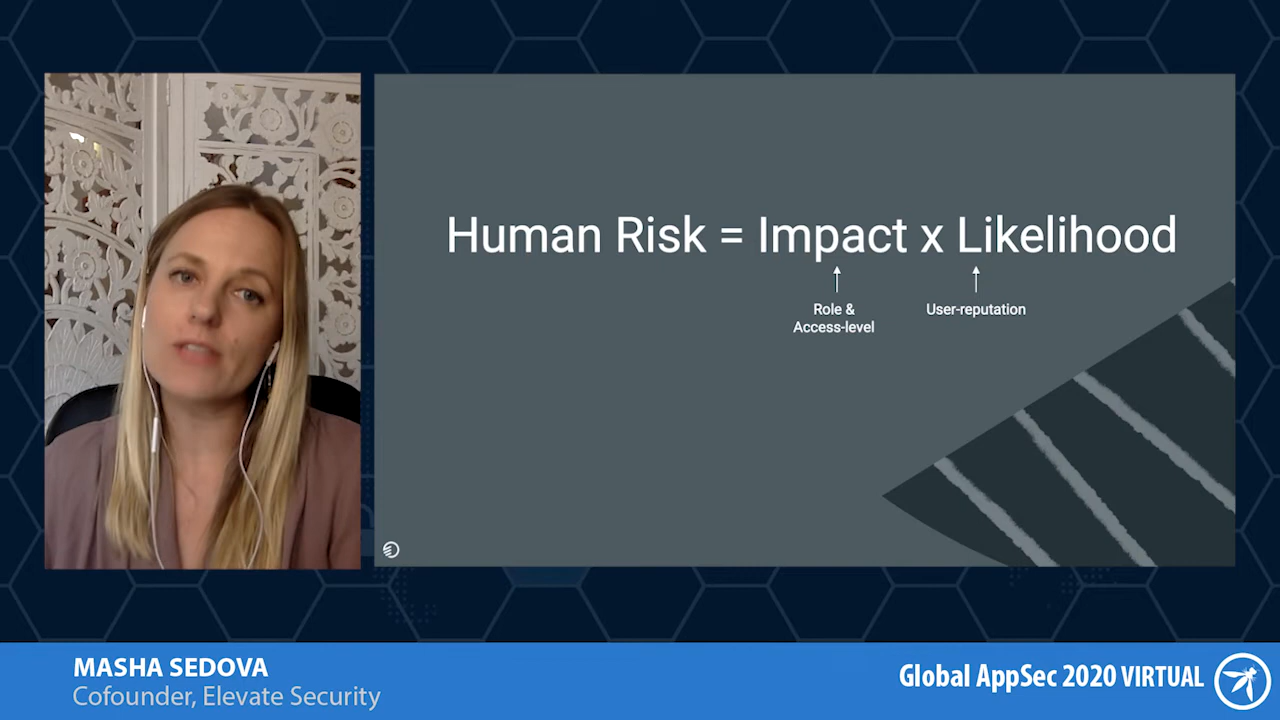 Human Risk = Impact x Likelihood
Role &
Access-level
User-reputation
MASHA SEDOVA
Cofounder, Elevate Security
Global AppSec 2020 VIRTUAL